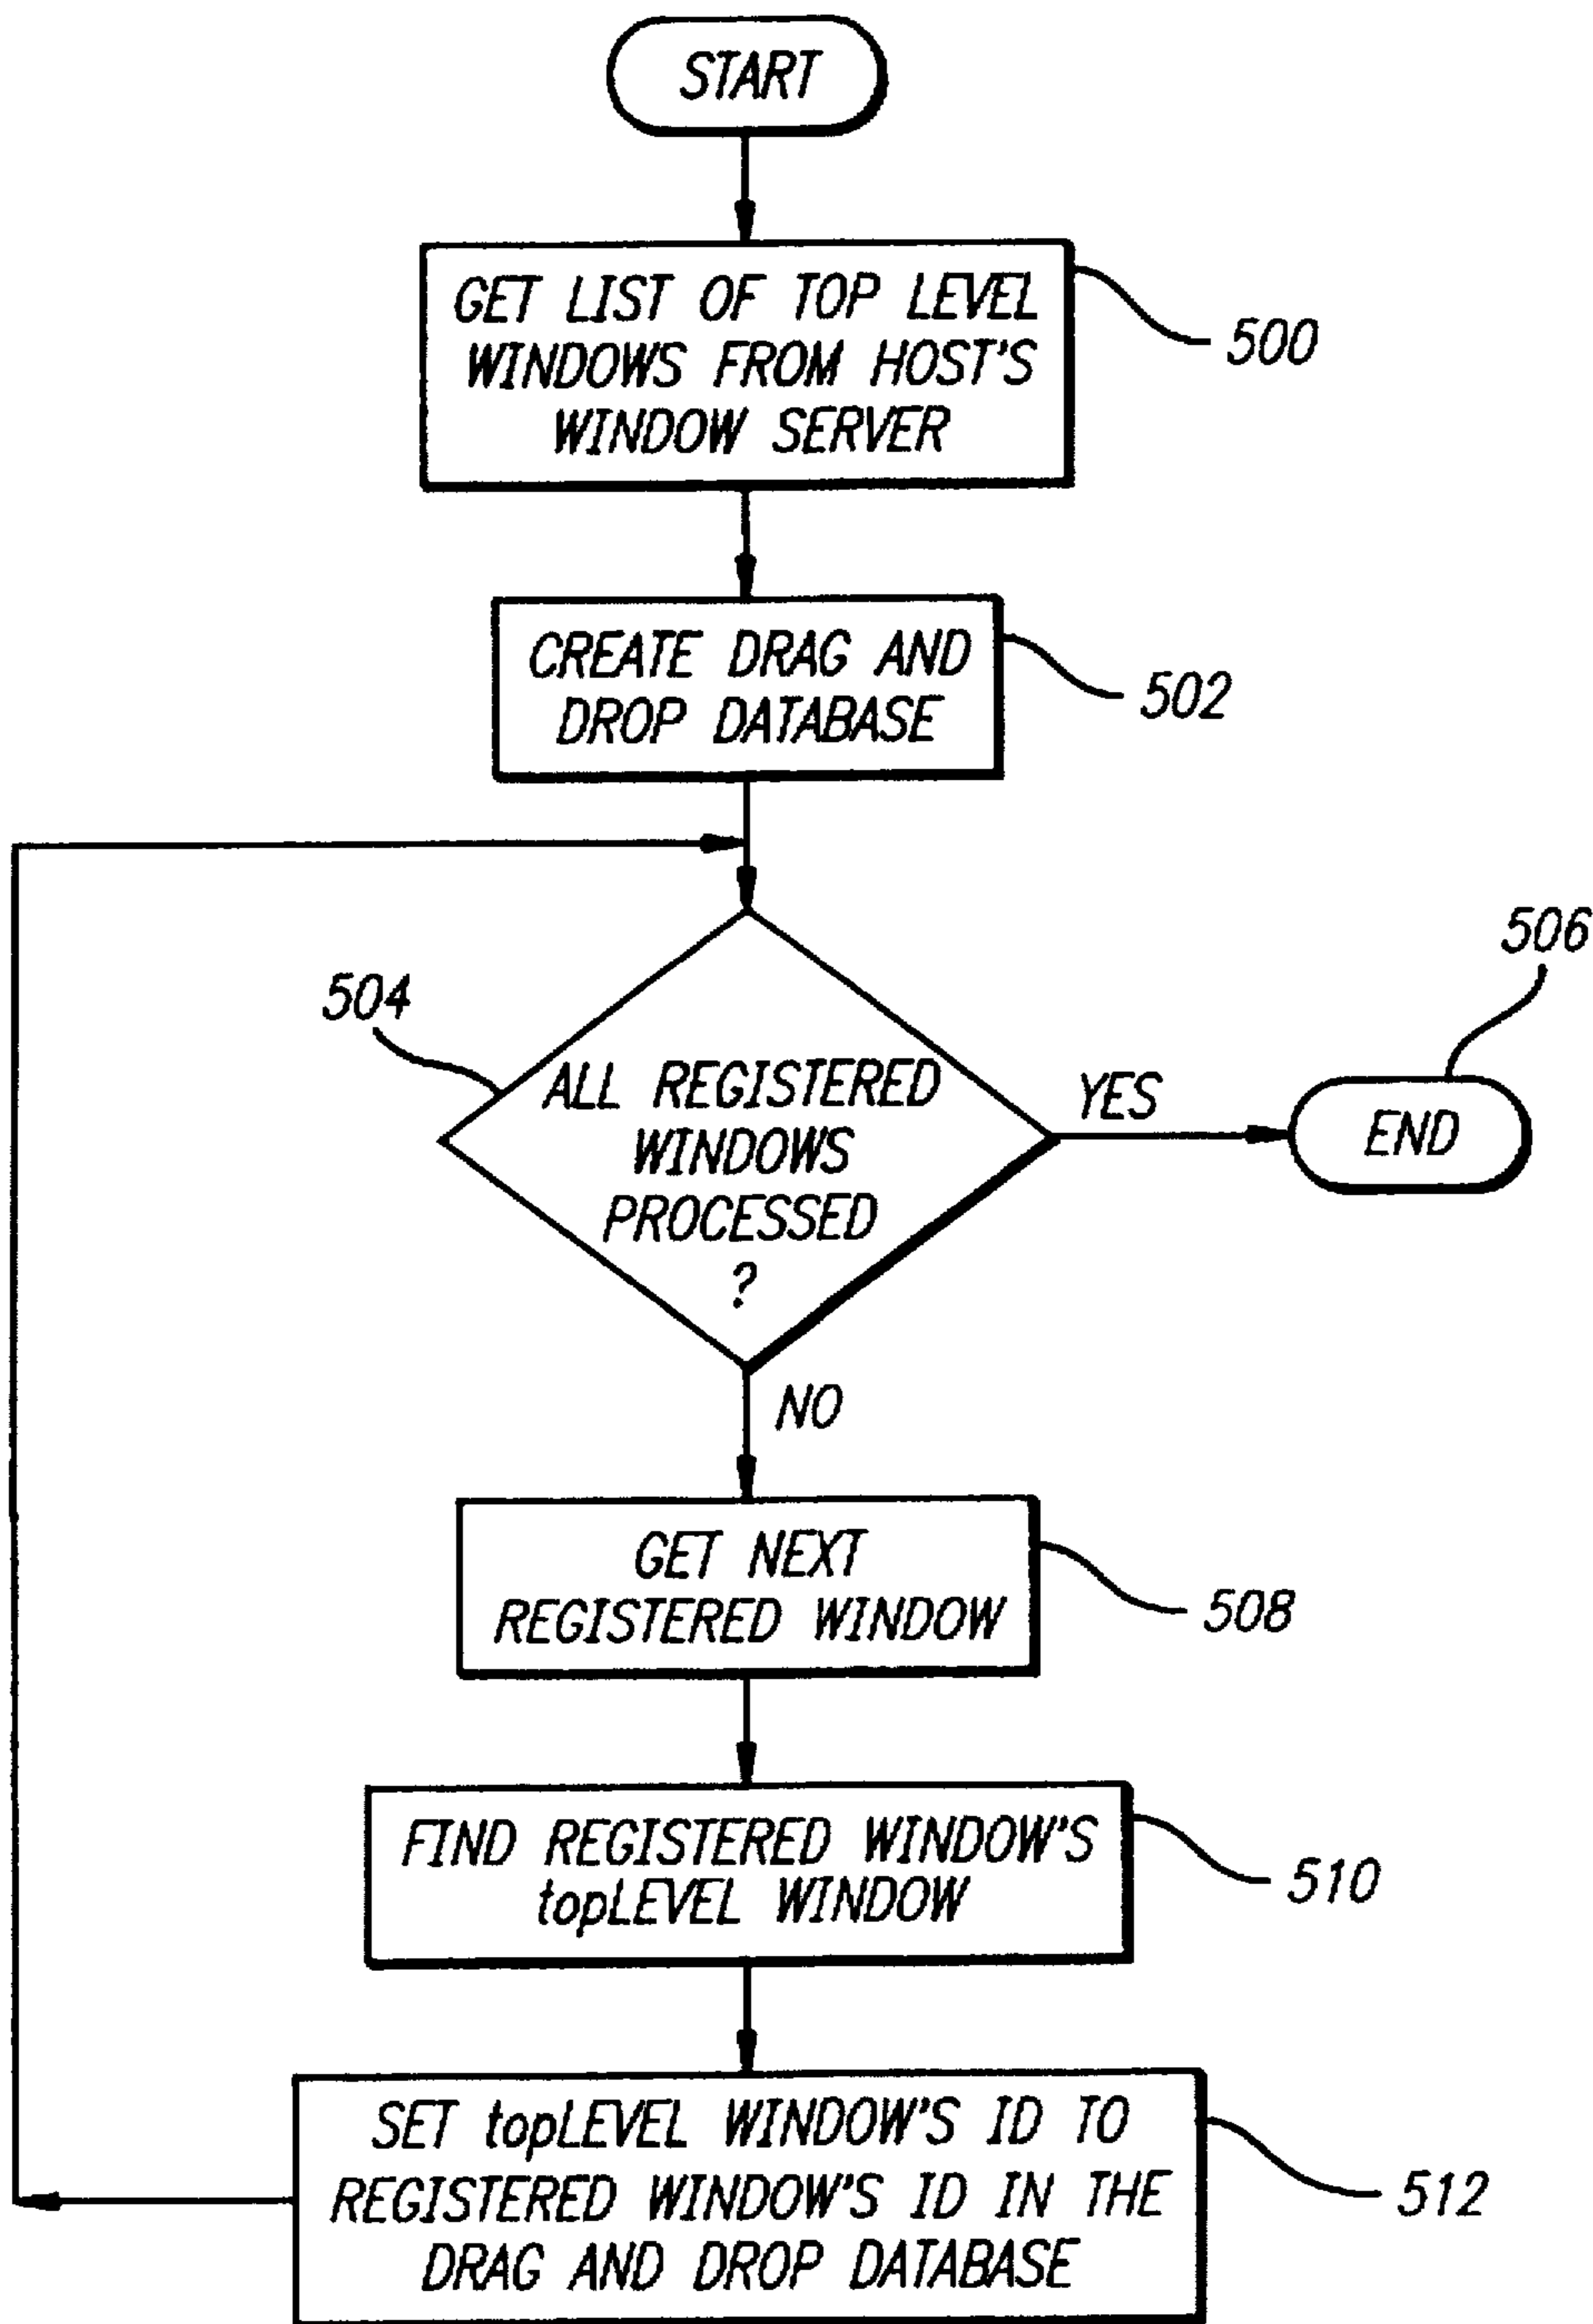 START
GET LIST OF TOP LEVEL
WINDOWS FROM HOST'S
WINDOW SERVER
500
CREATE DRAG AND
DROP DATABASE
502
504
ALL REGISTERED
WINDOWS
PROCESSED
?
YES
506
END
NO
GET NEXT
REGISTERED WINDOW
508
FIND REGISTERED WINDOW'S
topLEVEL WINDOW
510
SET topLEVEL WINDOW'S ID TO
REGISTERED WINDOW'S ID IN THE
DRAG AND DROP DATABASE
512